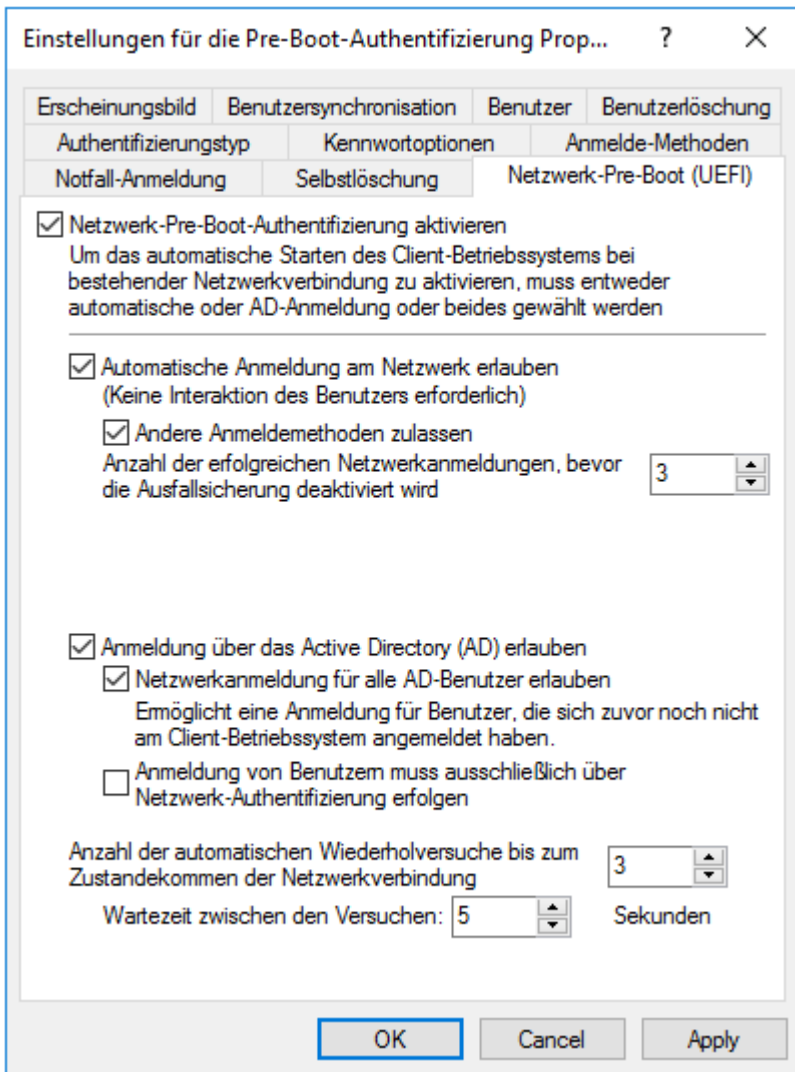 Einstellungen für die Pre-Boot-Authentifizierung Prop... ?
Erscheinungsbild Benutzersynchronisation Benutzer Benutzerlöschung
Authentifizierungstyp Kennwortoptionen Anmelde-Methoden
Notfall-Anmeldung Selbstlöschung Netzwerk-Pre-Boot (UEFI)
Netzwerk-Pre-Boot-Authentifizierung aktivieren
Um das automatische Starten des Client-Betriebssystems bei
bestehender Netzwerkverbindung zu aktivieren, muss entweder
automatische oder AD-Anmeldung oder beides gewählt werden
Automatische Anmeldung am Netzwerk erlauben
(Keine Interaktion des Benutzers erforderlich)
Andere Anmeldemethoden zulassen
Anzahl der erfolgreichen Netzwerkanmeldungen, bevor
die Ausfallsicherung deaktiviert wird 3
Anmeldung über das Active Directory (AD) erlauben
Netzwerkanmeldung für alle AD-Benutzer erlauben
Ermöglicht eine Anmeldung für Benutzer, die sich zuvor noch nicht
am Client-Betriebssystem angemeldet haben.
Anmeldung von Benutzern muss ausschließlich über
Netzwerk-Authentifizierung erfolgen
Anzahl der automatischen Wiederholversuche bis zum
Zustandekommen der Netzwerkverbindung 3
Wartezeit zwischen den Versuchen: 5 Sekunden
OK Cancel Apply